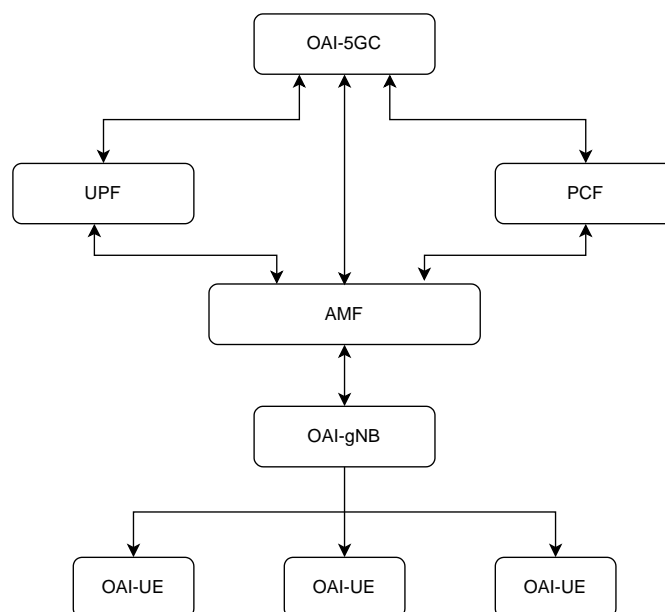 OAI-5GC
UPF
PCF
AMF
OAI-gNB
OAI-UE
OAI-UE
OAI-UE